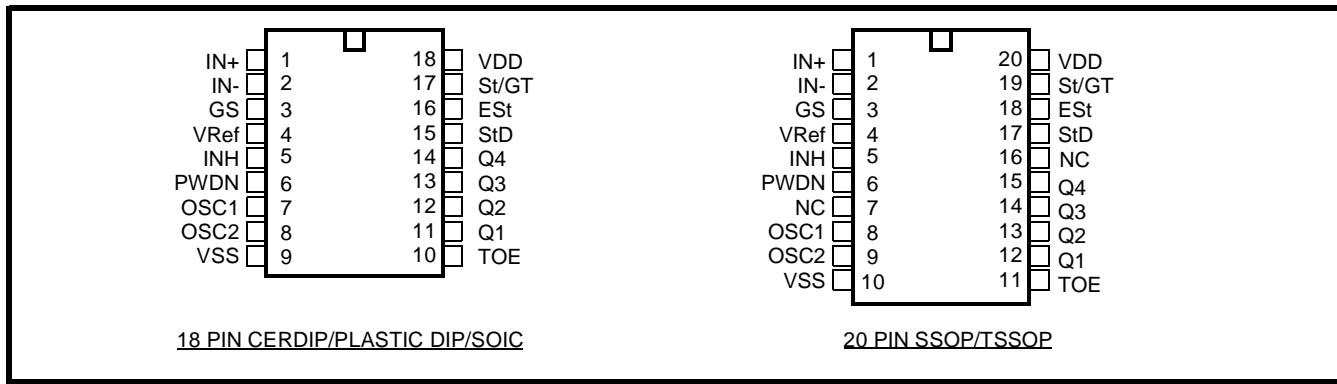 IN+ 1 18 VDD
IN- 2 17 St/GT
GS 3 16 ESt
VRef 4 15 StD
INH 5 14 Q4
PWDN 6 13 Q3
OSC1 7 12 Q2
OSC2 8 11 Q1
VSS 9 10 TOE
18 PIN CERDIP/PLASTIC DIP/SOIC
IN+ 1 20 VDD
IN- 2 19 St/GT
GS 3 18 ESt
VRef 4 17 StD
INH 5 16 NC
PWDN 6 15 Q4
NC 7 14 Q3
OSC1 8 13 Q2
OSC2 9 12 Q1
VSS 10 11 TOE
20 PIN SSOP/TSSOP